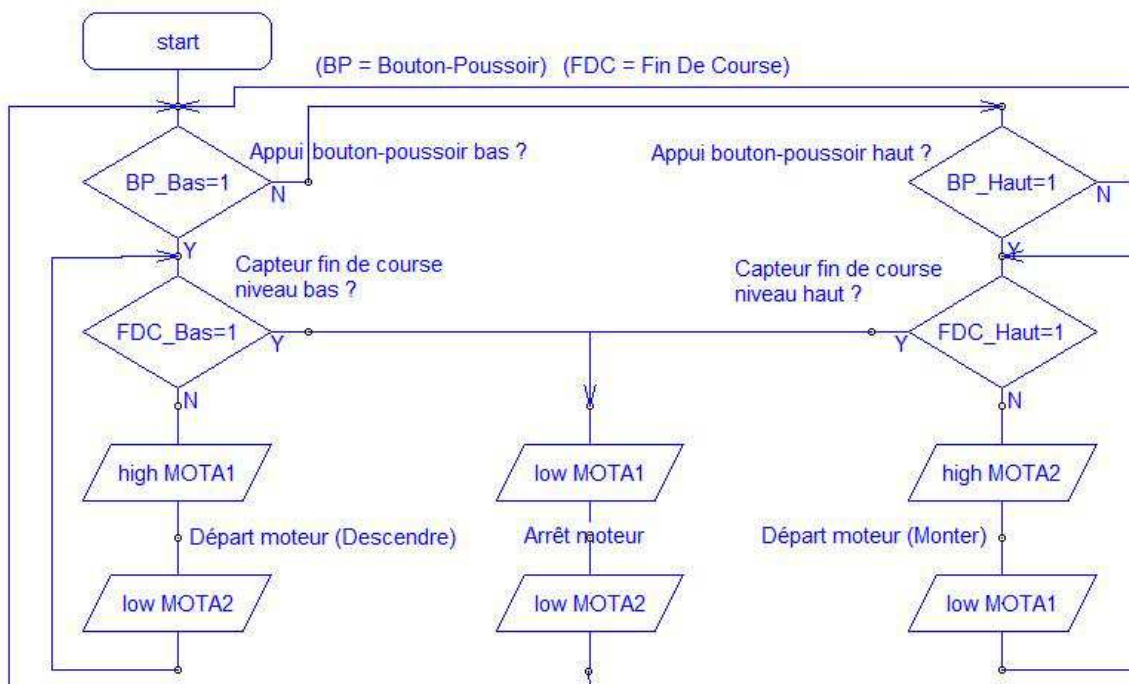 start
(BP = Bouton-Poussoir) (FDC = Fin De Course)
Appui bouton-poussoir bas ?
Appui bouton-poussoir haut ?
BP_Bas=1
N
BP_Haut=1
N
Y
Y
Capteur fin de course
niveau bas ?
Capteur fin de course
niveau haut ?
FDC_Bas=1
Y
Y
FDC_Haut=1
N
N
high MOTA1
low MOTA1
high MOTA2
Départ moteur (Descendre)
Arrêt moteur
Départ moteur (Monter)
low MOTA2
low MOTA2
low MOTA1